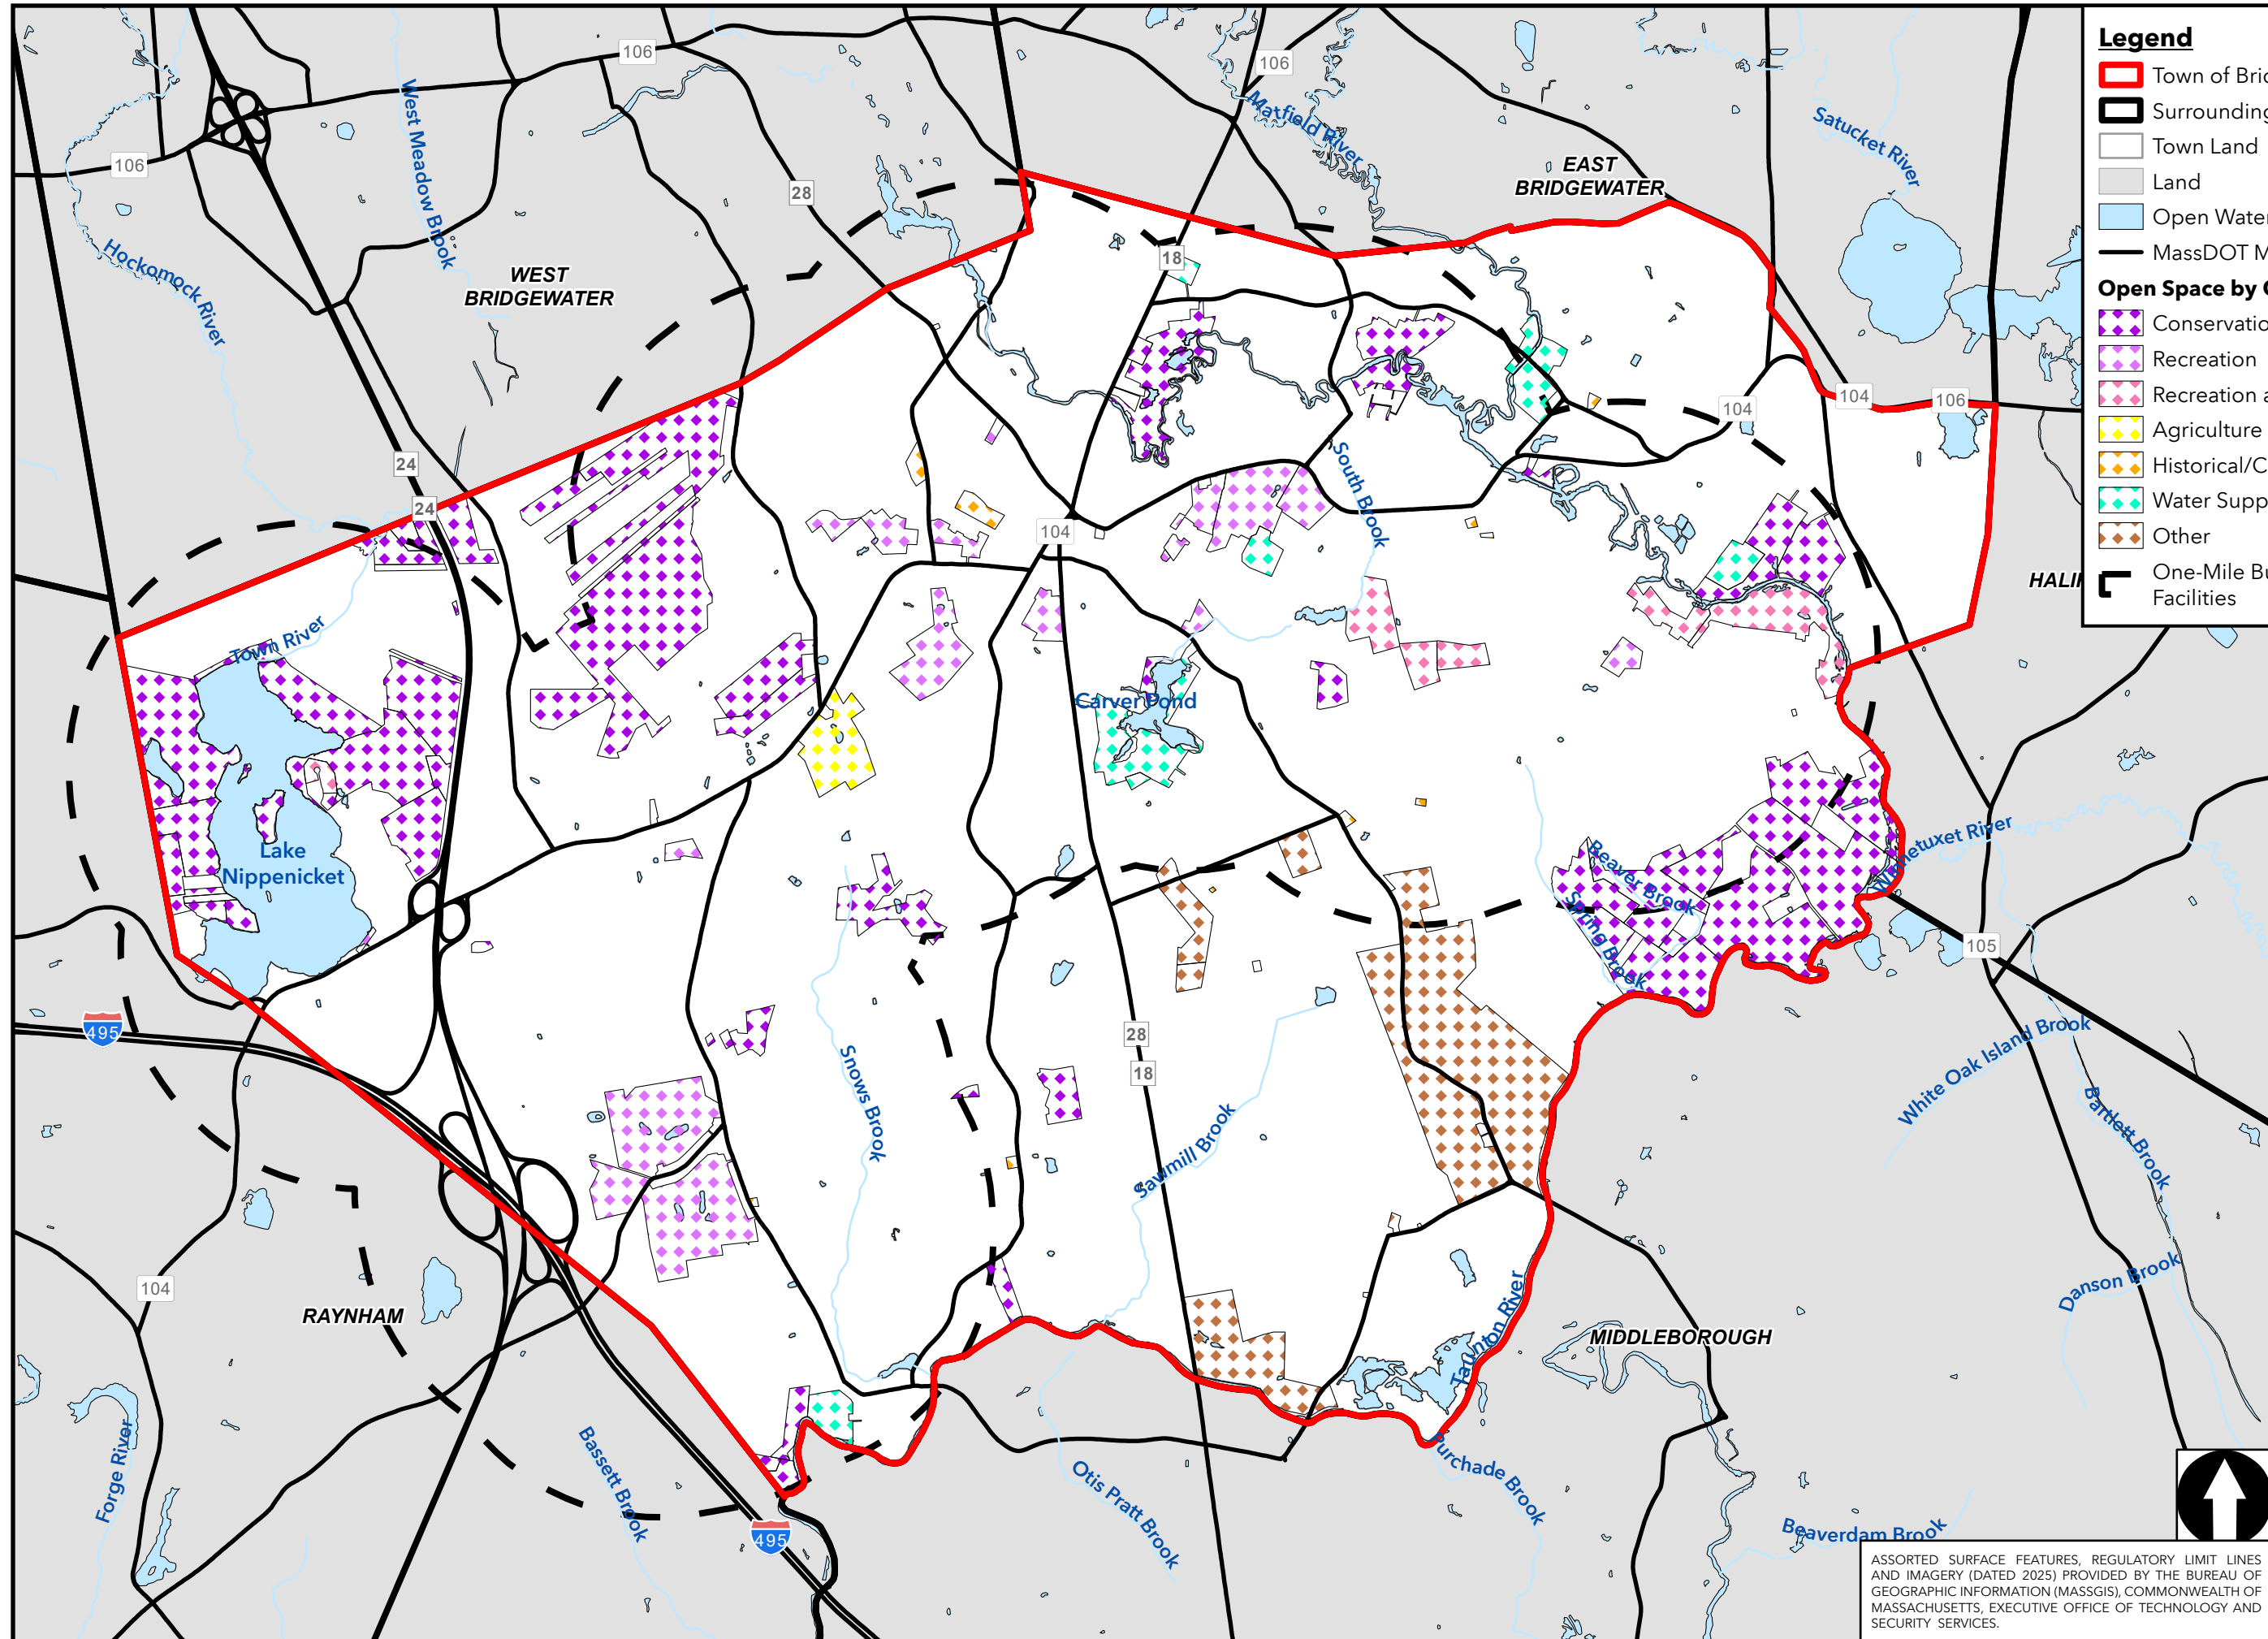 106
106
106
28
West Meadow Brook
Matfield River
Satucket River
EAST
BRIDGEWATER
Hockomock River
WEST
BRIDGEWATER
18
24
24
104
104
106
104
South Brook
Town River
HALI
Carver Pond
Lake
Nippenicket
Winnetuxet River
Beaver Brook
Spring Brook
105
495
28
18
Snows Brook
Sawmill Brook
White Oak Island Brook
Bartlett Brook
Danson Brook
104
RAYNHAM
Taunton River
MIDDLEBOROUGH
Forge River
Bassett Brook
Otis Pratt Brook
Purchade Brook
Beaverdam Brook
495
Legend
Town of Bri
Surrounding
Town Land
Land
Open Water
MassDOT M
Open Space by
Conservatio
Recreation
Recreation a
Agriculture
Historical/C
Water Supp
Other
One-Mile Bu
Facilities
ASSORTED SURFACE FEATURES, REGULATORY LIMIT LINES
AND IMAGERY (DATED 2025) PROVIDED BY THE BUREAU OF
GEOGRAPHIC INFORMATION (MASSGIS), COMMONWEALTH OF
MASSACHUSETTS, EXECUTIVE OFFICE OF TECHNOLOGY AND
SECURITY SERVICES.